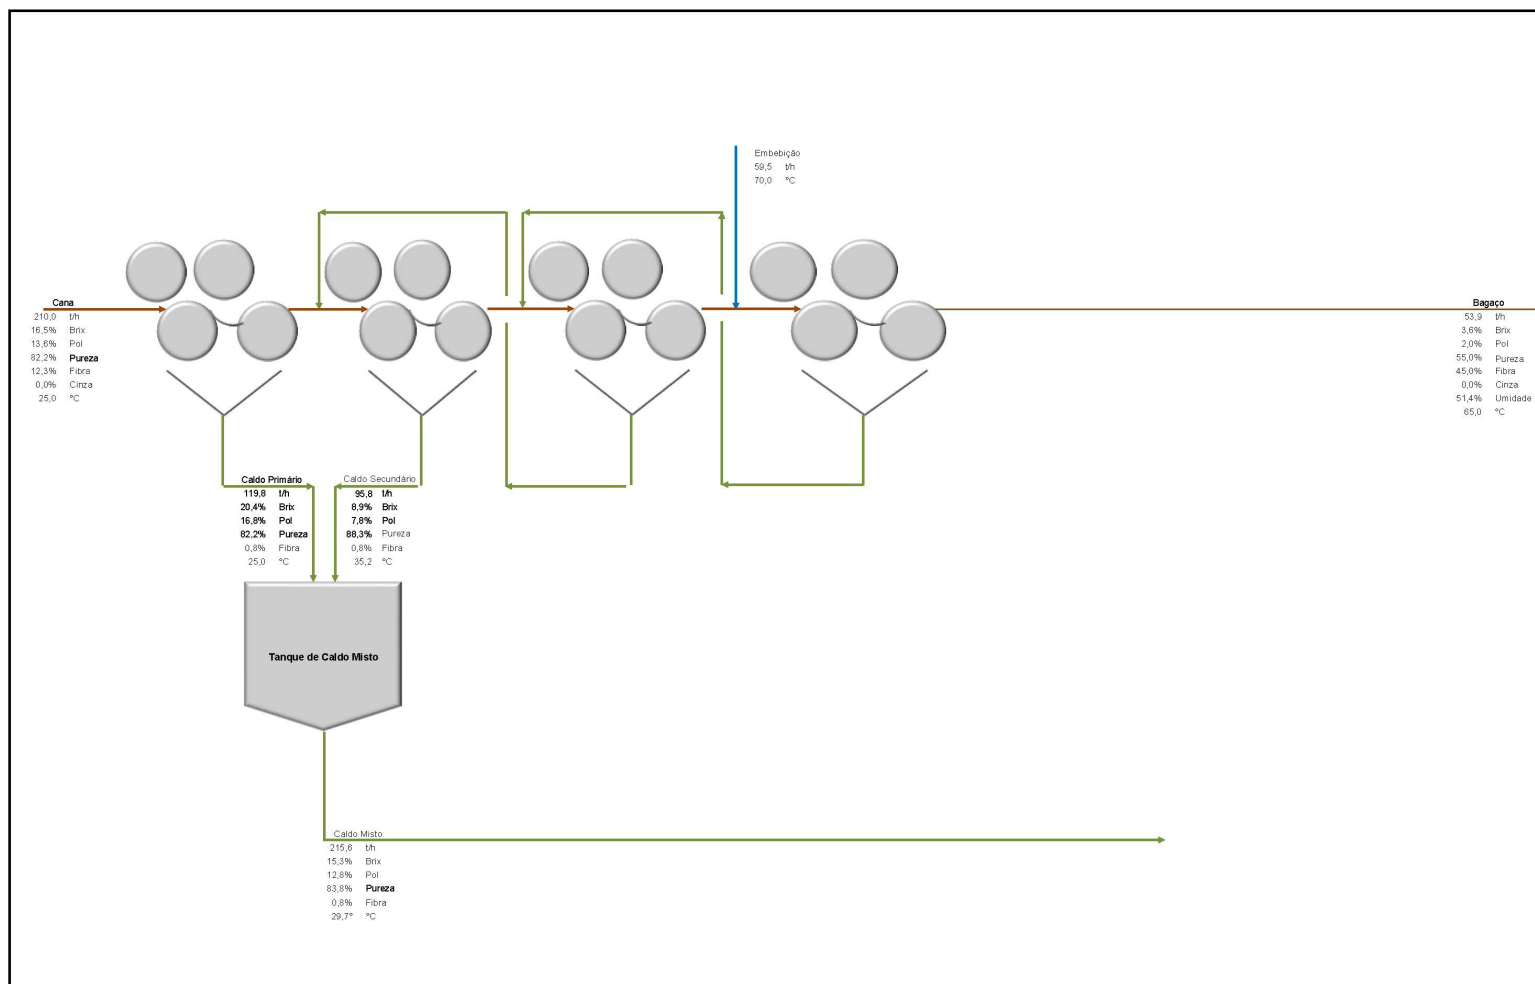 Embebição
59,5 t/h
70,0 °C
Cana
210,0 t/h
16,5% Brix
13,6% Pol
82,2% Pureza
12,3% Fibra
0,0% Cinza
25,0 °C
Bagaço
53,9 t/h
3,6% Brix
2,0% Pol
55,0% Pureza
45,0% Fibra
0,0% Cinza
51,4% Umidade
65,0 °C
Caldo Primário
119,8 t/h
20,4% Brix
16,8% Pol
82,2% Pureza
0,8% Fibra
25,0 °C
Caldo Secundário
95,8 t/h
8,9% Brix
7,8% Pol
88,3% Pureza
0,8% Fibra
35,2 °C
Tanque de Caldo Misto
Caldo Misto
215,6 t/h
15,3% Brix
12,8% Pol
83,8% Pureza
0,8% Fibra
29,7° °C